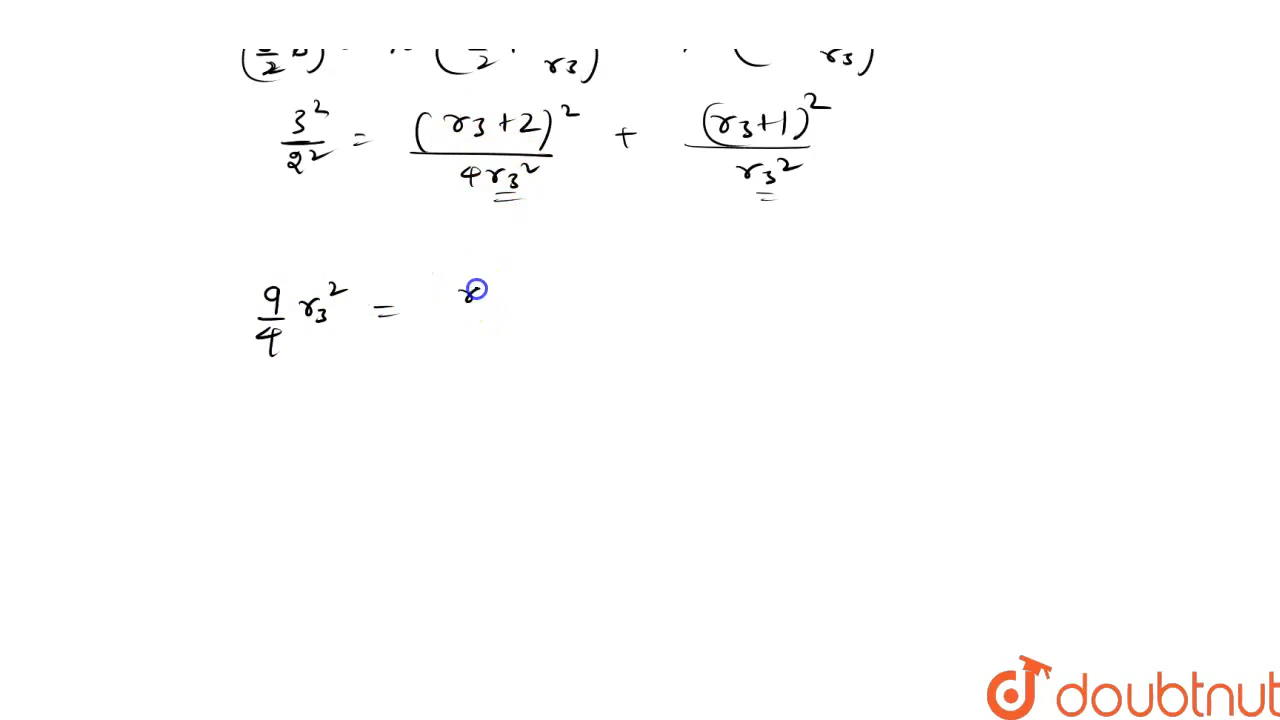 3²/2² = (r₃+2)²/4r₃² + (r₃+1)²/r₃²
9/4 r₃² = r
doubtnut